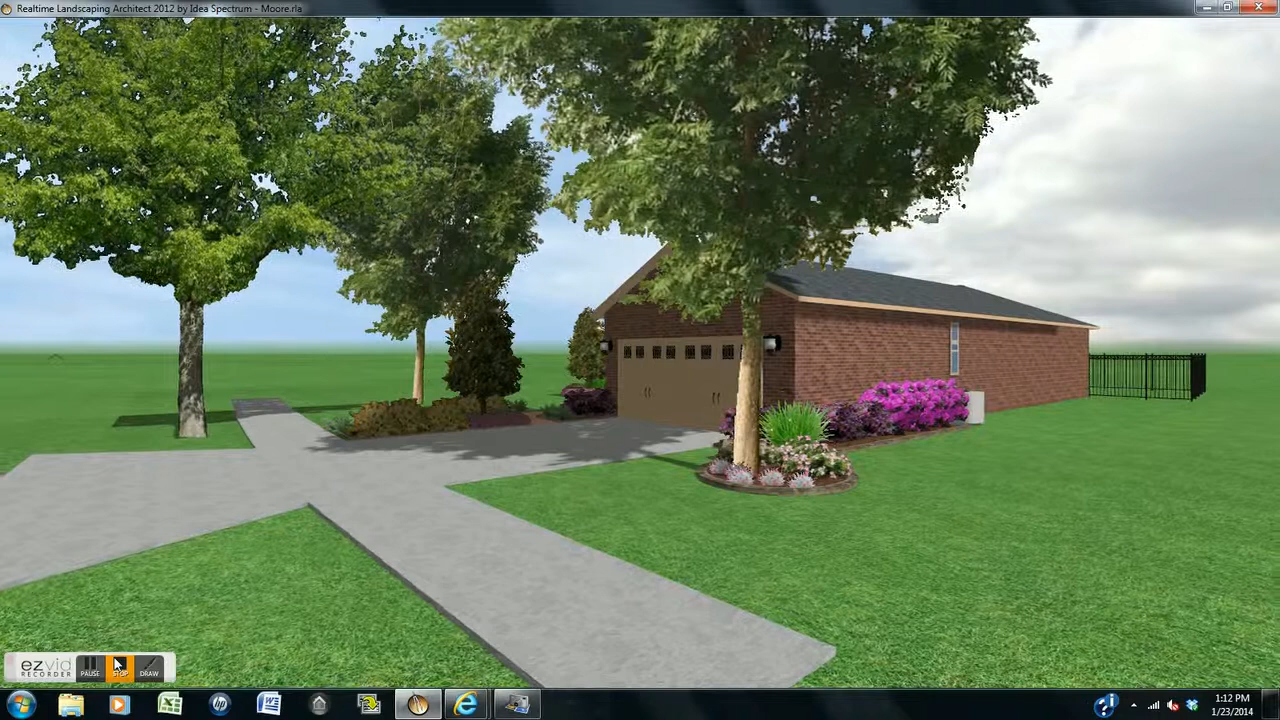 Realtime Landscaping Architect 2012 by Idea Spectrum - Moore.rla
ezvid
RECORDER
PAUSE
STOP
DRAW
1:12 PM
1/23/2014